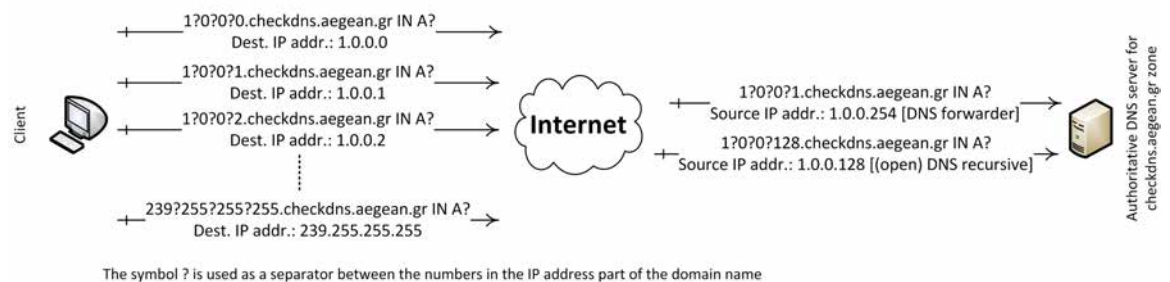 1?0?0?0.checkdns.aegean.gr IN A?
Dest. IP addr.: 1.0.0.0
1?0?0?1.checkdns.aegean.gr IN A?
Dest. IP addr.: 1.0.0.1
1?0?0?2.checkdns.aegean.gr IN A?
Dest. IP addr.: 1.0.0.2
239?255?255?255.checkdns.aegean.gr IN A?
Dest. IP addr.: 239.255.255.255
Client
Internet
1?0?0?1.checkdns.aegean.gr IN A?
Source IP addr.: 1.0.0.254 [DNS forwarder]
1?0?0?128.checkdns.aegean.gr IN A?
Source IP addr.: 1.0.0.128 [(open) DNS recursive]
Authoritative DNS server for
checkdns.aegean.gr zone
The symbol ? is used as a separator between the numbers in the IP address part of the domain name